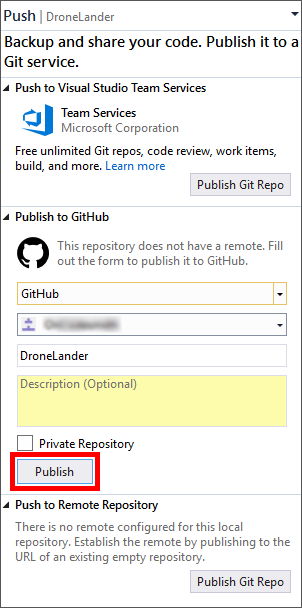 Push | DroneLander
Backup and share your code. Publish it to a
Git service.
Push to Visual Studio Team Services
Team Services
Microsoft Corporation
Free unlimited Git repos, code review, work items,
build, and more. Learn more
Publish Git Repo
Publish to GitHub
This repository does not have a remote. Fill
out the form to publish it to GitHub.
GitHub
DroneLander
Description (Optional)
Private Repository
Publish
Push to Remote Repository
There is no remote configured for this local
repository. Establish the remote by publishing to the
URL of an existing empty repository.
Publish Git Repo